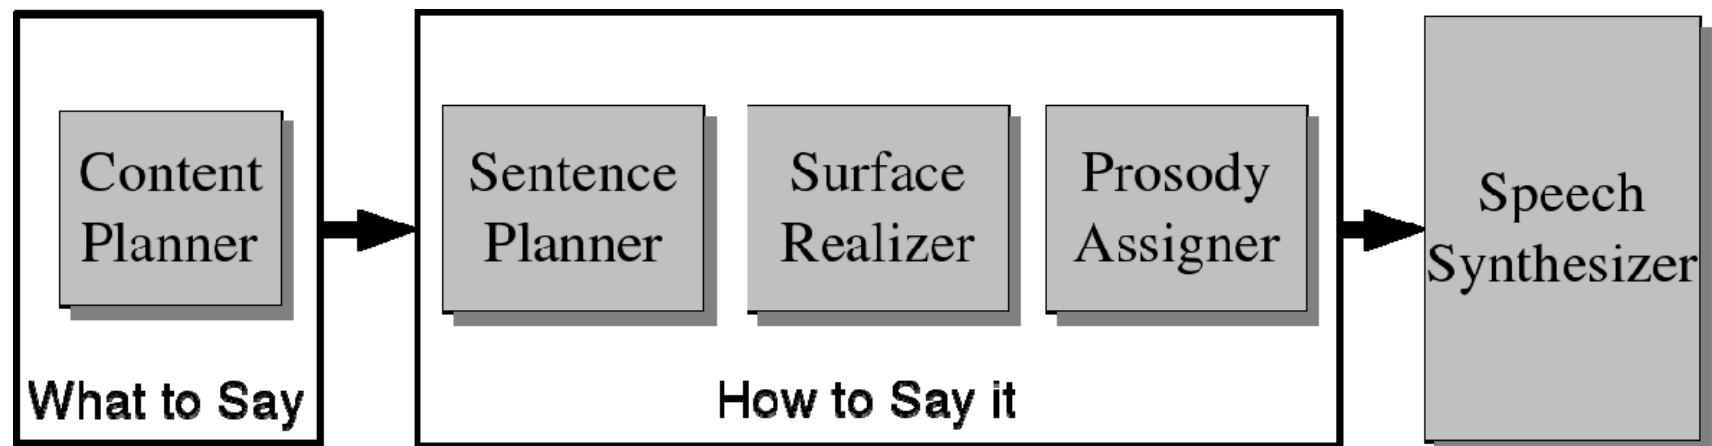 Content
Planner
What to Say
Sentence
Planner
Surface
Realizer
Prosody
Assigner
How to Say it
Speech
Synthesizer